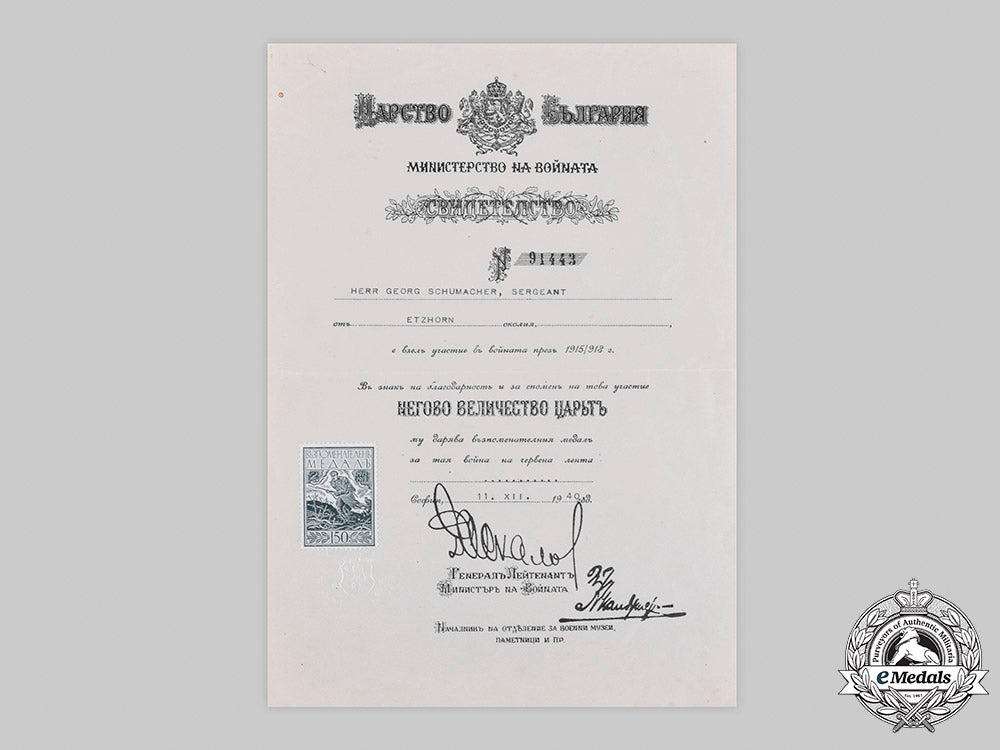 Царство България
Министерство на войната
Свидетелство
№ 91443
HERR GEORG SCHUMACHER, SERGEANT
отъ ETZHORN околия,
е взелъ участие въ войната презъ 1915/918 г.
Въ знакъ на благодарность и за споменъ на това участие
Негово Величество Царьтъ
му дарява възпоменателния медалъ
за тая война на червена лента
София, 11. XII. 1940 год.
ВЪЗПОМЕНАТЕЛЕНЪ
МЕДАЛЪ
150
Генералъ Лейтенантъ
Министъръ на Войната
27
Началникъ на отдѣление за военни музеи,
паметници и пр.
Purveyors of Authentic Militaria
eMedals